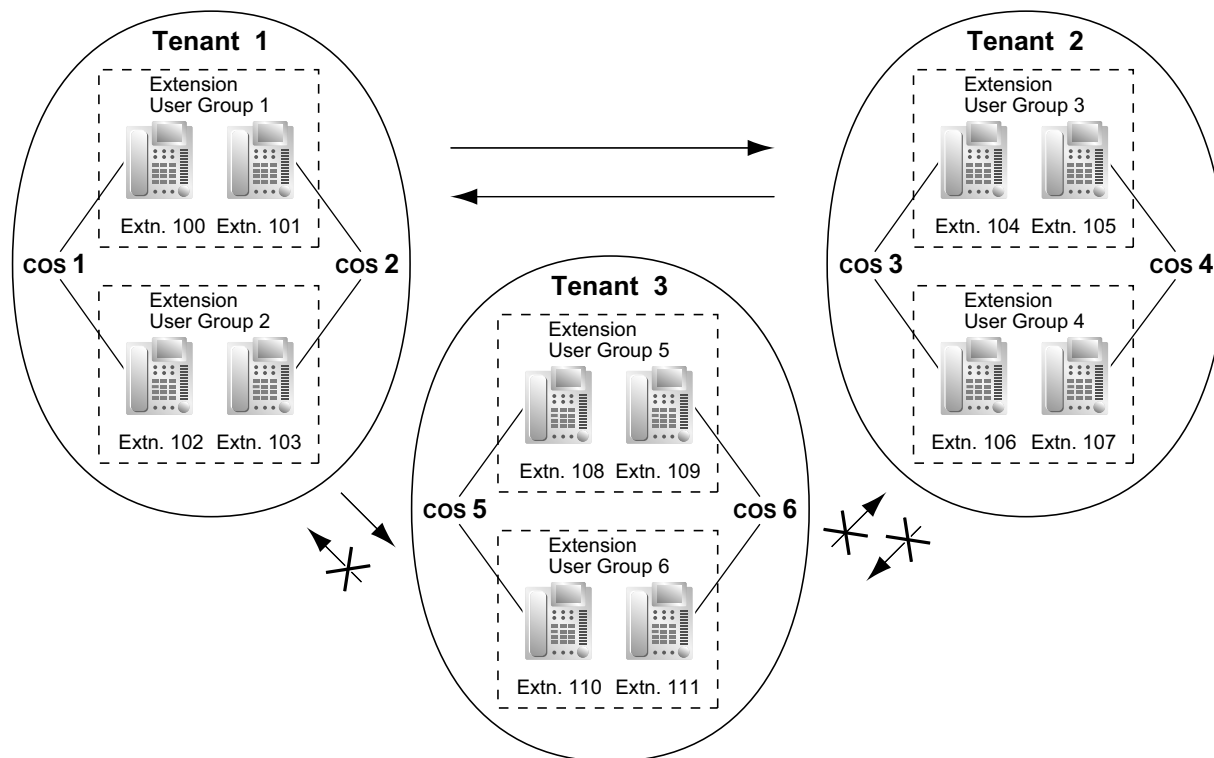 Tenant 1
Extension
User Group 1
Extn. 100 Extn. 101
COS 1
COS 2
Extension
User Group 2
Extn. 102 Extn. 103
Tenant 2
Extension
User Group 3
Extn. 104 Extn. 105
COS 3
COS 4
Extension
User Group 4
Extn. 106 Extn. 107
Tenant 3
Extension
User Group 5
Extn. 108 Extn. 109
COS 5
COS 6
Extension
User Group 6
Extn. 110 Extn. 111